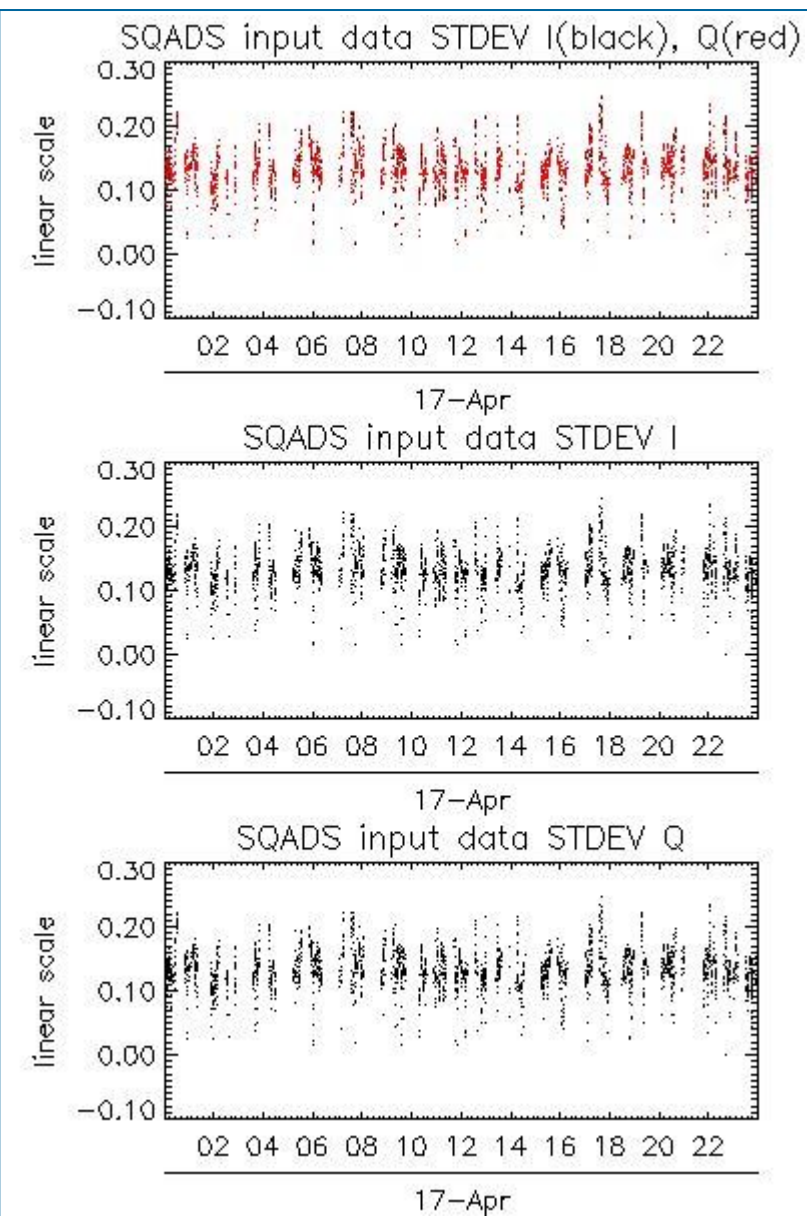 SQADS input data STDEV I(black), Q(red)
0.30
0.20
0.10
0.00
-0.10
linear scale
02 04 06 08 10 12 14 16 18 20 22
17-Apr
SQADS input data STDEV I
0.30
0.20
0.10
0.00
-0.10
linear scale
02 04 06 08 10 12 14 16 18 20 22
17-Apr
SQADS input data STDEV Q
0.30
0.20
0.10
0.00
-0.10
linear scale
02 04 06 08 10 12 14 16 18 20 22
17-Apr